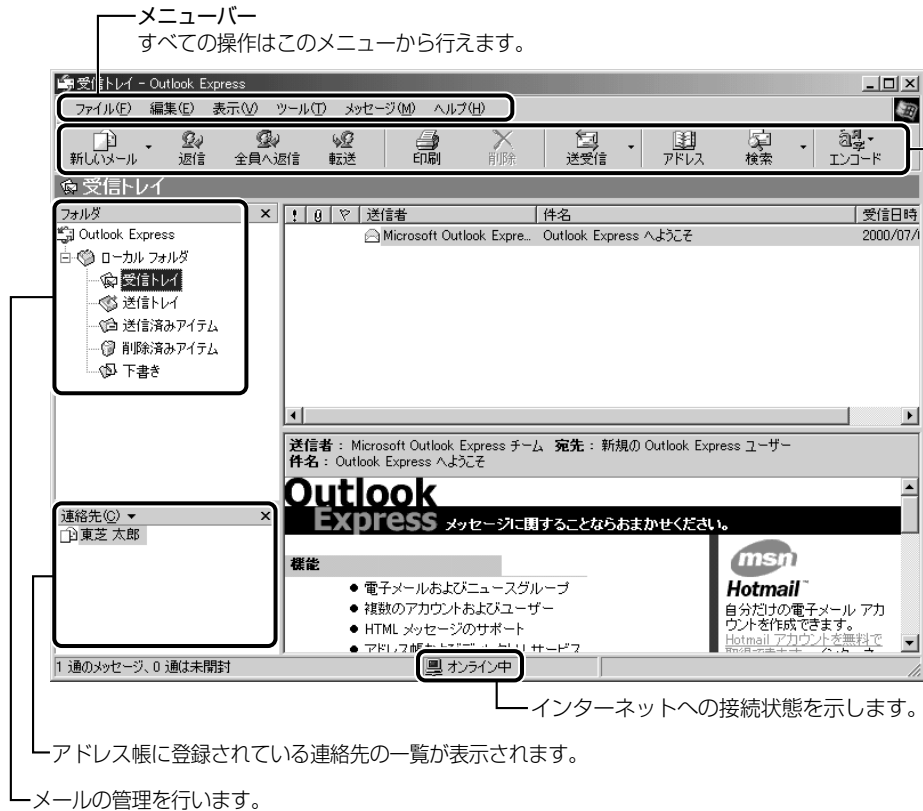 メニューバー
すべての操作はこのメニューから行えます。
受信トレイ - Outlook Express
ファイル(F) 編集(E) 表示(V) ツール(T) メッセージ(M) ヘルプ(H)
新しいメール 返信 全員へ返信 転送 印刷 削除 送受信 アドレス 検索 エンコード
受信トレイ
フォルダ
Outlook Express
ローカル フォルダ
受信トレイ
送信トレイ
送信済みアイテム
削除済みアイテム
下書き
送信者 件名 受信日時
Microsoft Outlook Expre... Outlook Express へようこそ 2000/07/
送信者 : Microsoft Outlook Express チーム 宛先 : 新規の Outlook Express ユーザー
件名 : Outlook Express へようこそ
Outlook
Express メッセージに関することならおまかせください。
機能
● 電子メールおよびニュースグループ
● 複数のアカウントおよびユーザー
● HTML メッセージのサポート
● アドレス帳およびディレクトリ サービス
msn
Hotmail™
自分だけの電子メール アカ
ウントを作成できます。
Hotmail アカウントを無料で
連絡先(C)
東芝 太郎
1 通のメッセージ、0 通は未開封
オンライン中
インターネットへの接続状態を示します。
アドレス帳に登録されている連絡先の一覧が表示されます。
メールの管理を行います。